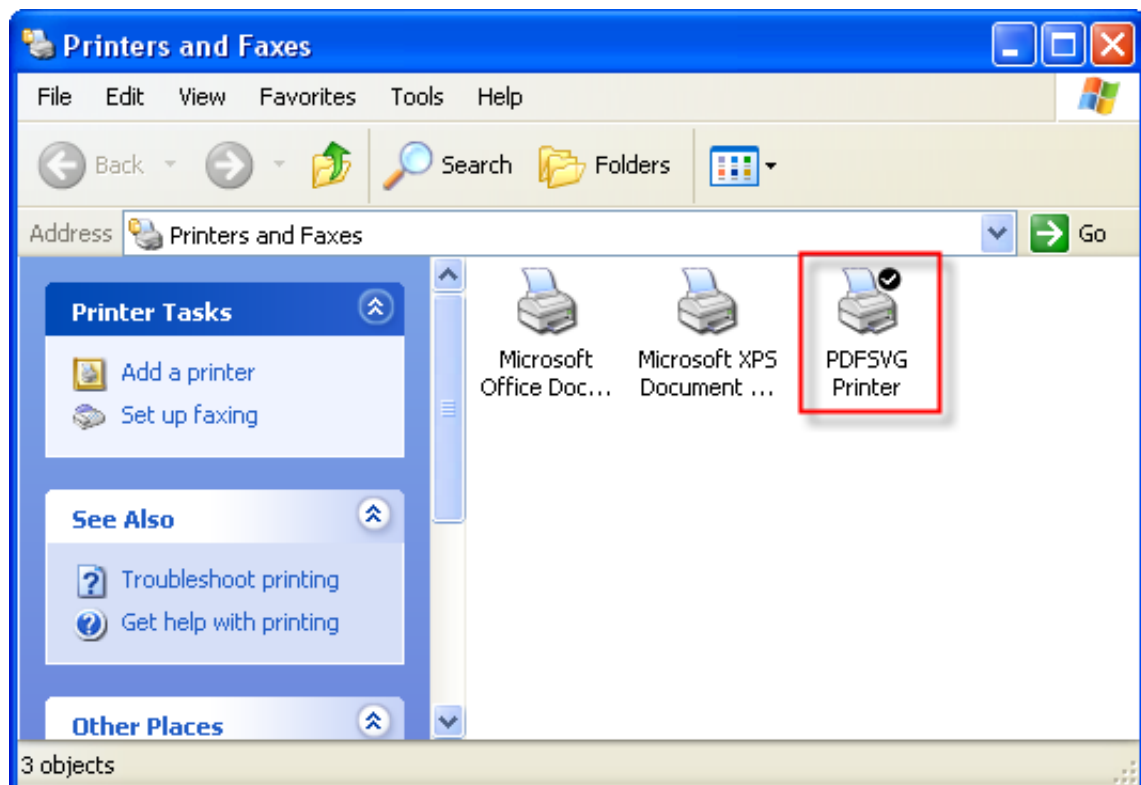 Printers and Faxes
File Edit View Favorites Tools Help
Back Search Folders
Address Printers and Faxes Go
Printer Tasks
Add a printer
Set up faxing
See Also
Troubleshoot printing
Get help with printing
Other Places
Microsoft
Office Doc...
Microsoft XPS
Document ...
PDFSVG
Printer
3 objects